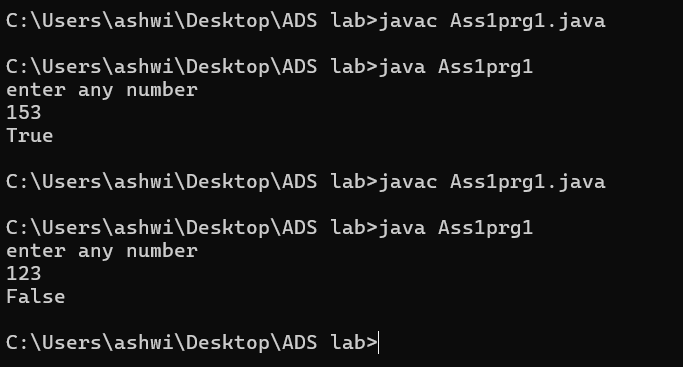 C:\Users\ashwi\Desktop\ADS lab>javac Ass1prg1.java
C:\Users\ashwi\Desktop\ADS lab>java Ass1prg1
enter any number
153
True
C:\Users\ashwi\Desktop\ADS lab>javac Ass1prg1.java
C:\Users\ashwi\Desktop\ADS lab>java Ass1prg1
enter any number
123
False
C:\Users\ashwi\Desktop\ADS lab>